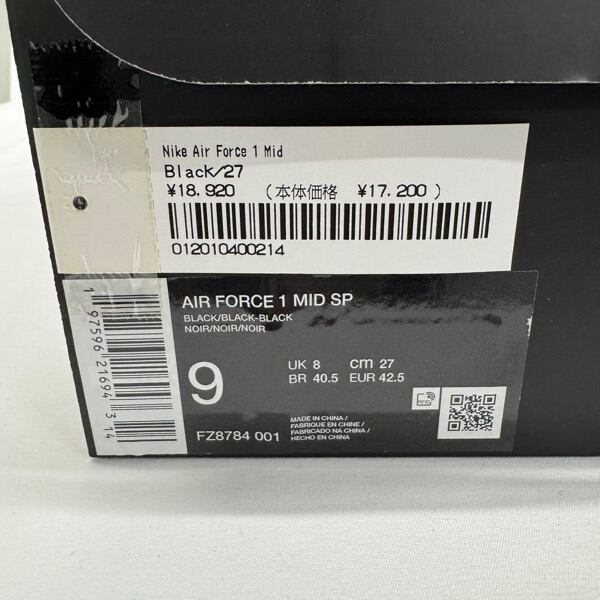 Nike Air Force 1 Mid
Black/27
¥18,920 (本体価格 ¥17,200)
012010400214
AIR FORCE 1 MID SP
BLACK/BLACK-BLACK
NOIR/NOIR/NOIR
9
UK 8 cm 27
BR 40.5 EUR 42.5
FZ8784 001
MADE IN CHINA /
FABRIQUE EN CHINE /
FABRICADO NA CHINA /
HECHO EN CHINA
1 97596 21694 3 14